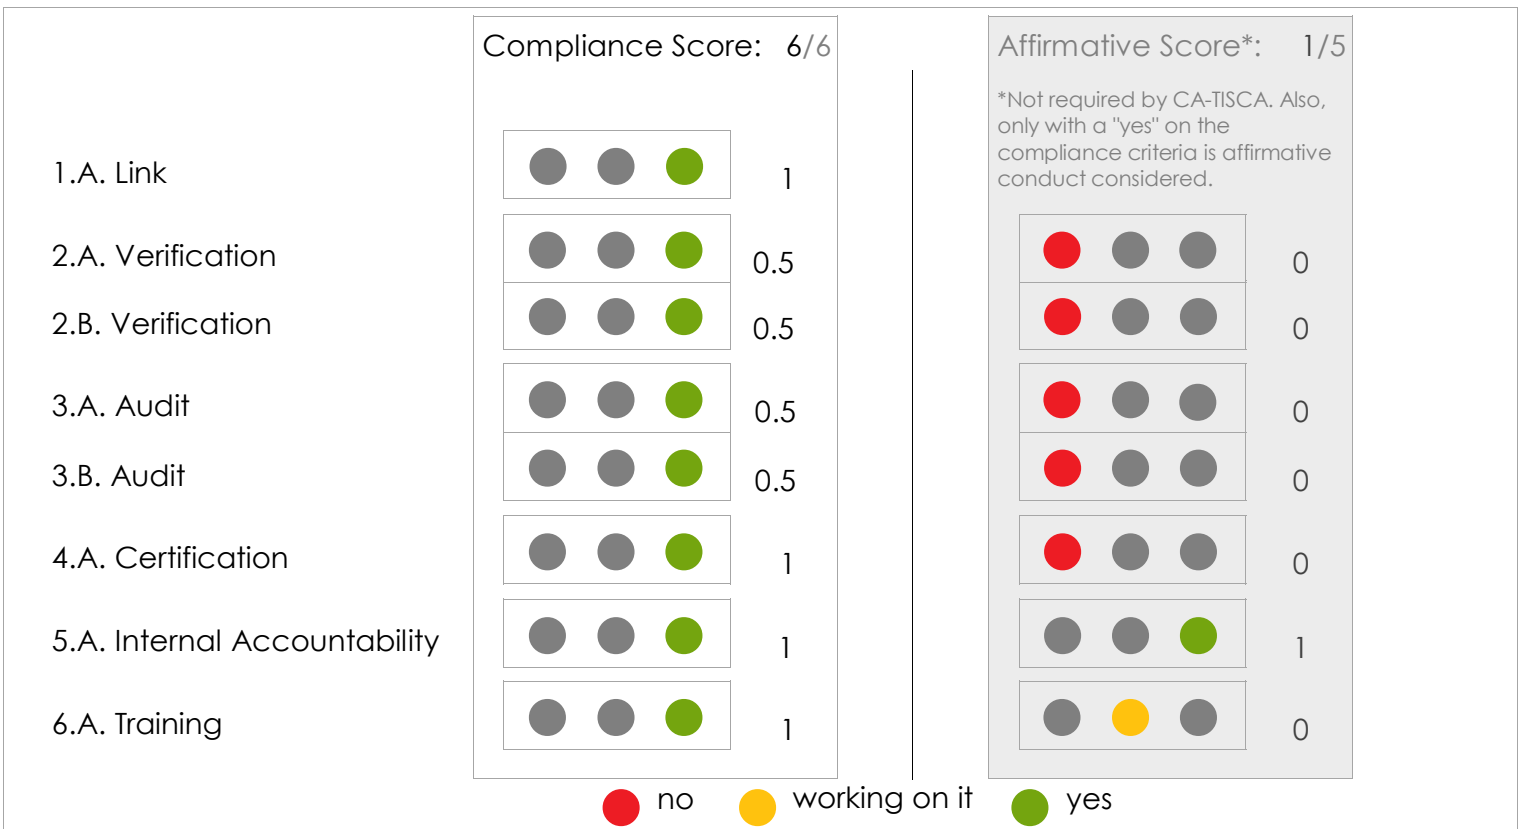 Compliance Score: 6/6
Affirmative Score*: 1/5
*Not required by CA-TISCA. Also,
only with a "yes" on the
compliance criteria is affirmative
conduct considered.
1.A. Link 1
2.A. Verification 0.5 0
2.B. Verification 0.5 0
3.A. Audit 0.5 0
3.B. Audit 0.5 0
4.A. Certification 1 0
5.A. Internal Accountability 1 1
6.A. Training 1 0
no working on it yes